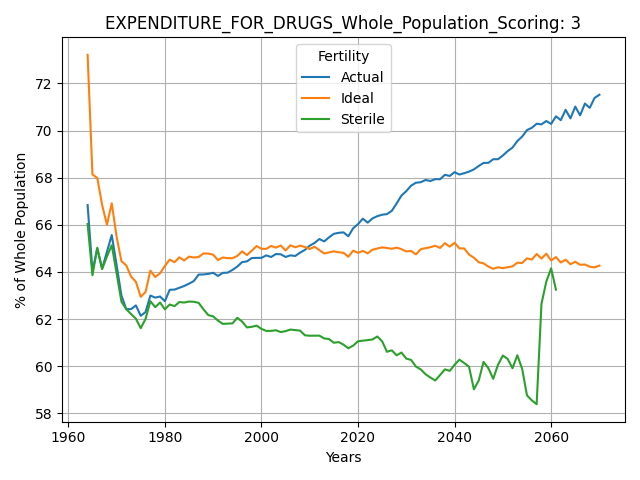 EXPENDITURE_FOR_DRUGS_Whole_Population_Scoring: 3
Fertility
Actual
Ideal
Sterile
% of Whole Population
72
70
68
66
64
62
60
58
1960
1980
2000
2020
2040
2060
Years